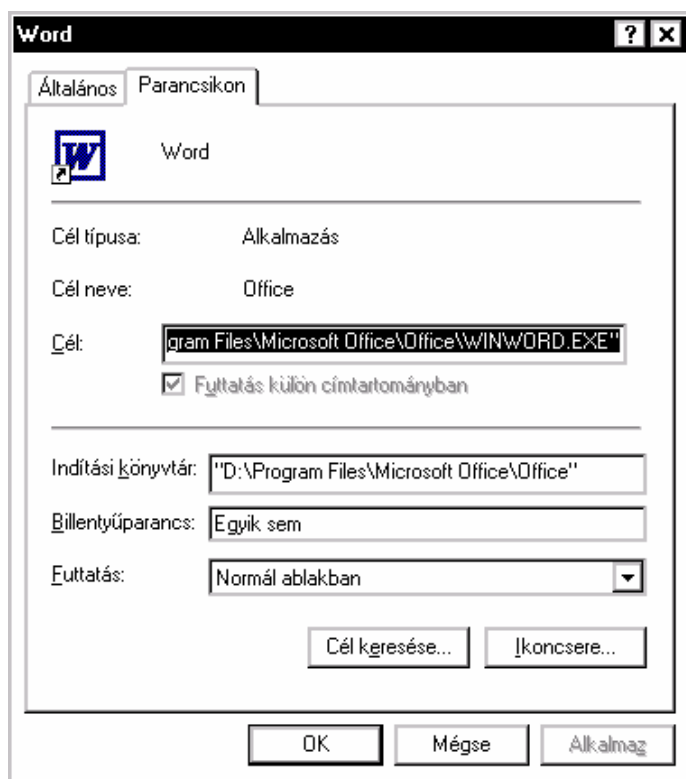 Word
Általános Parancsikon
Word
Cél típusa: Alkalmazás
Cél neve: Office
Cél: gram Files\Microsoft Office\Office\WINWORD.EXE"
Futtatás külön címtartományban
Indítási könyvtár: "D:\Program Files\Microsoft Office\Office"
Billentyűparancs: Egyik sem
Futtatás: Normál ablakban
Cél keresése... Ikoncsere...
OK Mégse Alkalmaz